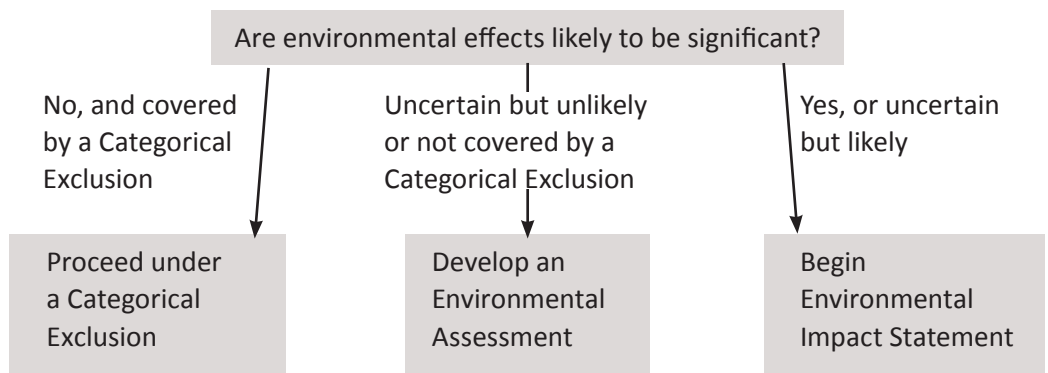 Are environmental effects likely to be significant?
No, and covered
by a Categorical
Exclusion
Uncertain but unlikely
or not covered by a
Categorical Exclusion
Yes, or uncertain
but likely
Proceed under
a Categorical
Exclusion
Develop an
Environmental
Assessment
Begin
Environmental
Impact Statement